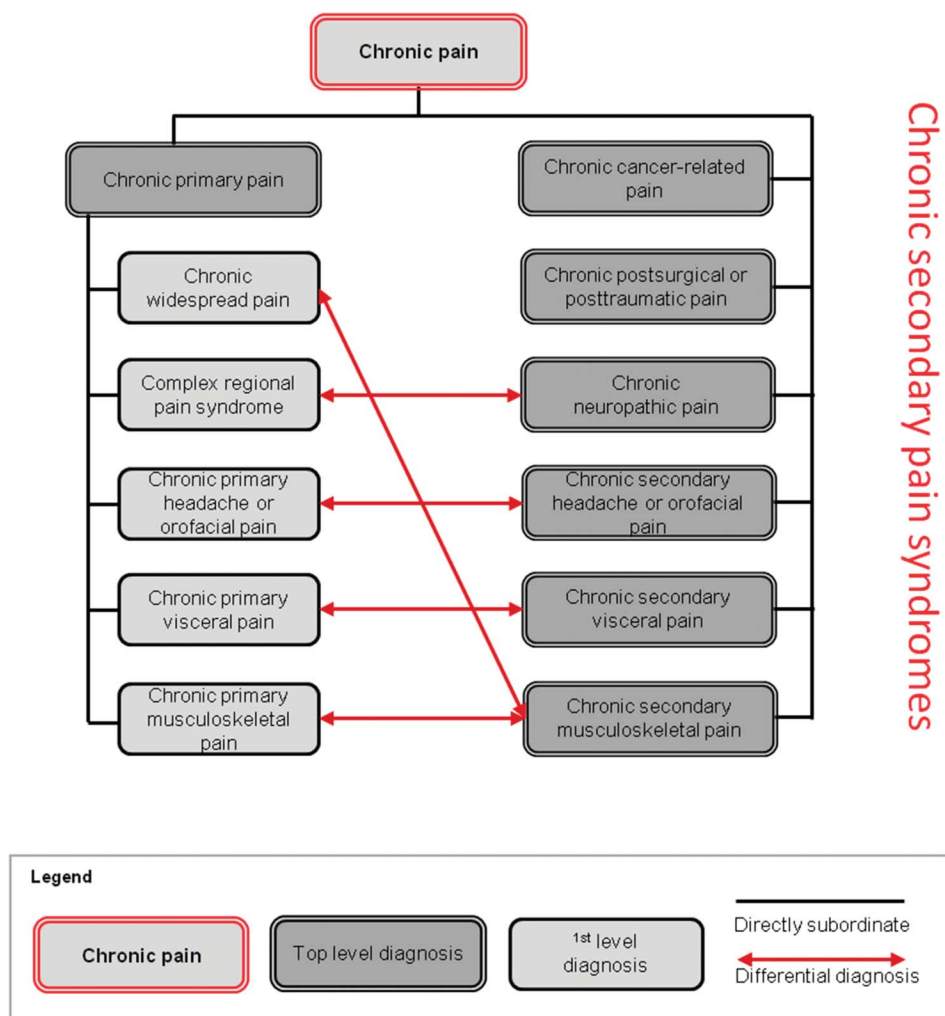 Chronic pain
Chronic primary pain
Chronic
widespread pain
Complex regional
pain syndrome
Chronic primary
headache or
orofacial pain
Chronic primary
visceral pain
Chronic primary
musculoskeletal
pain
Chronic cancer-related
pain
Chronic postsurgical or
posttraumatic pain
Chronic
neuropathic pain
Chronic secondary
headache or orofacial
pain
Chronic secondary
visceral pain
Chronic secondary
musculoskeletal pain
Chronic secondary pain syndromes
Legend
Chronic pain
Top level diagnosis
1st level
diagnosis
Directly subordinate
Differential diagnosis